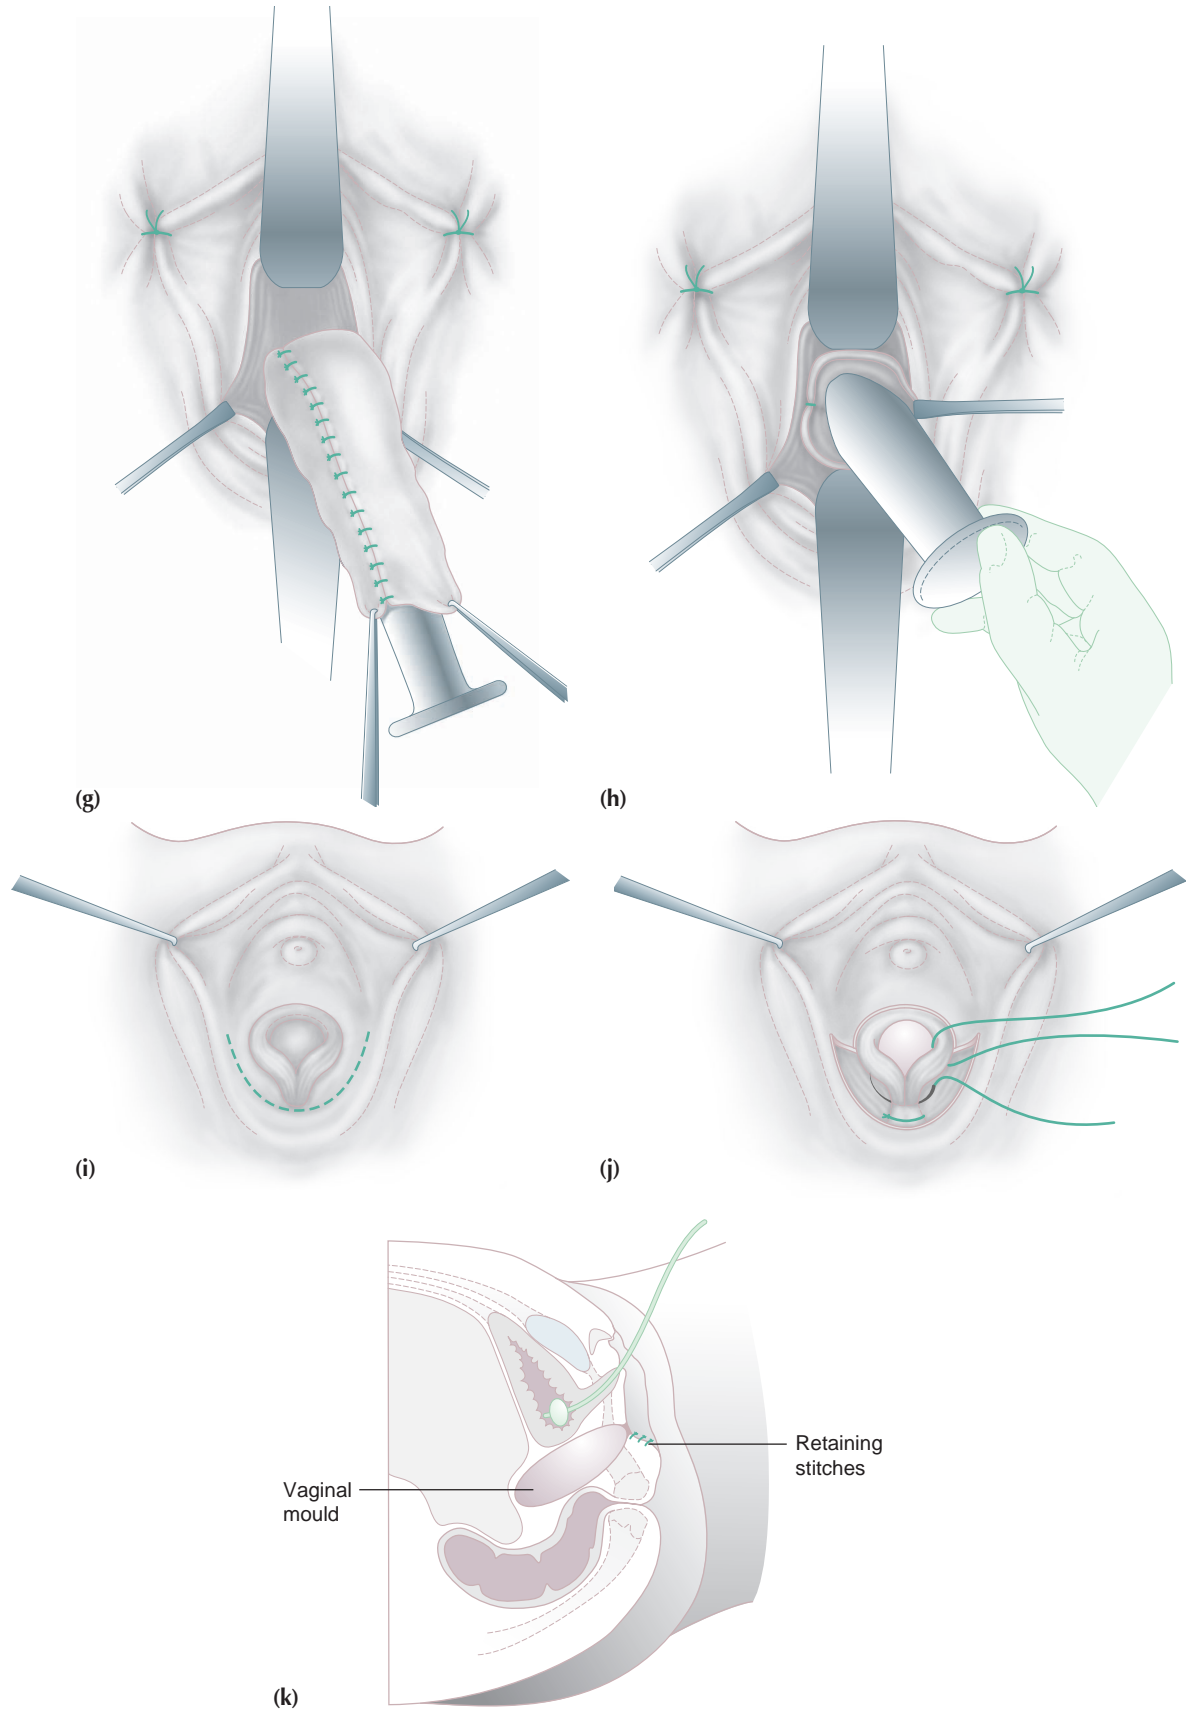 (g)
(h)
(i)
(j)
Retaining
stitches
Vaginal
mould
(k)